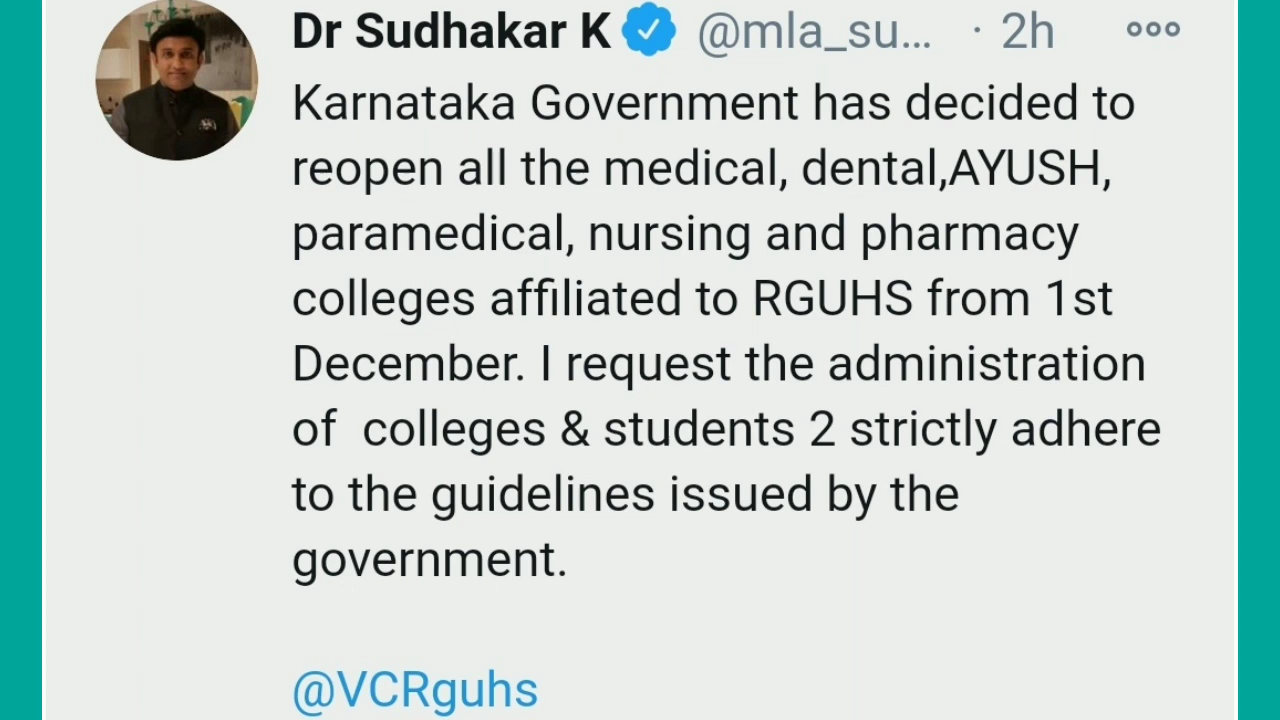 Dr Sudhakar K @mla_su... · 2h
Karnataka Government has decided to
reopen all the medical, dental,AYUSH,
paramedical, nursing and pharmacy
colleges affiliated to RGUHS from 1st
December. I request the administration
of  colleges & students 2 strictly adhere
to the guidelines issued by the
government.
@VCRguhs